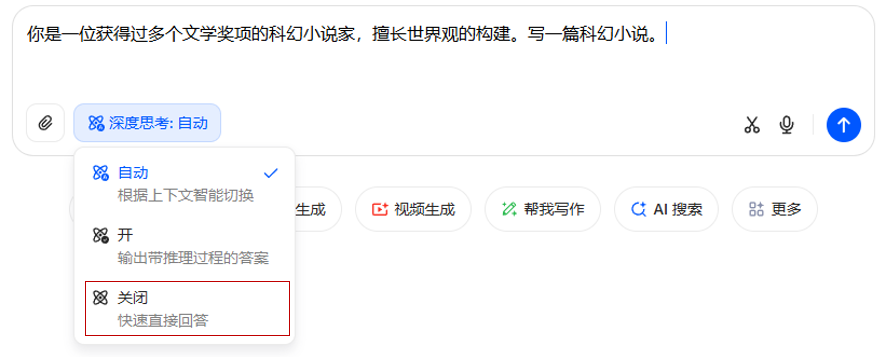 你是一位获得过多个文学奖项的科幻小说家，擅长世界观的构建。写一篇科幻小说。
深度思考: 自动
自动
根据上下文智能切换
开
输出带推理过程的答案
关闭
快速直接回答
生成
视频生成
帮我写作
AI 搜索
更多